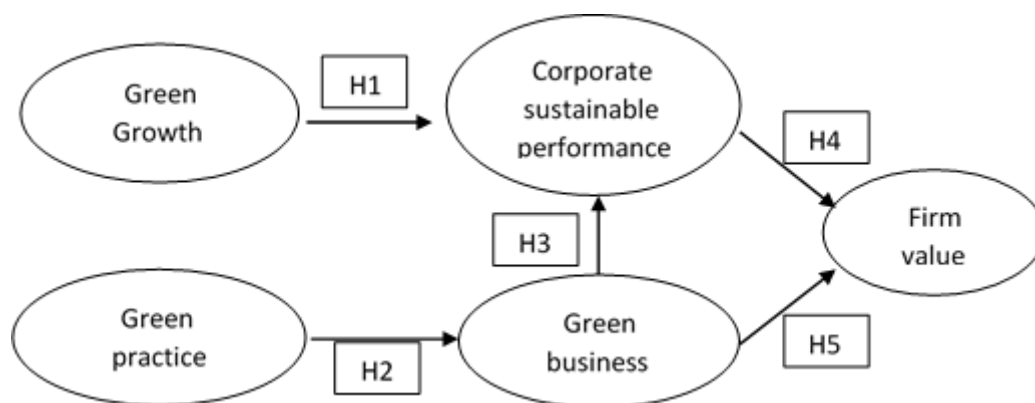 Green
Growth
H1
Corporate
sustainable
performance
H4
Firm
value
H3
Green
practice
H2
Green
business
H5